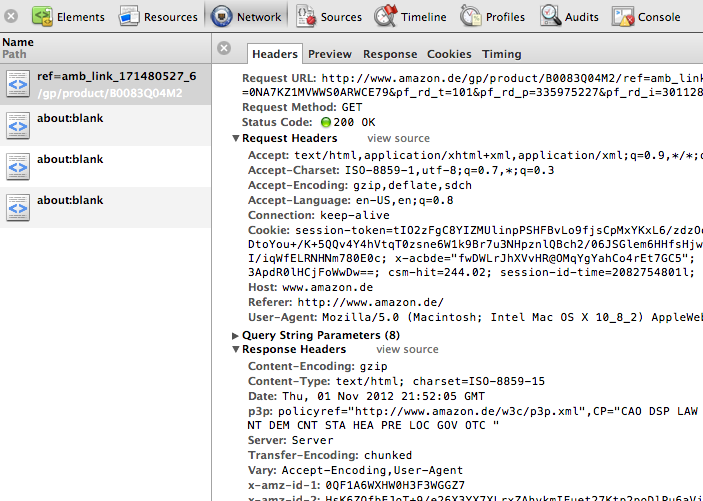 Elements Resources Network Sources Timeline Profiles Audits Console
Name
Path
ref=amb_link_171480527_6
/gp/product/B0083Q04M2
about:blank
about:blank
about:blank
Headers Preview Response Cookies Timing
Request URL: http://www.amazon.de/gp/product/B0083Q04M2/ref=amb_link
=0NA7KZ1MVWWS0ARWCE79&pf_rd_t=101&pf_rd_p=335975227&pf_rd_i=301128
Request Method: GET
Status Code: 200 OK
Request Headers view source
Accept: text/html,application/xhtml+xml,application/xml;q=0.9,*/*;q
Accept-Charset: ISO-8859-1,utf-8;q=0.7,*;q=0.3
Accept-Encoding: gzip,deflate,sdch
Accept-Language: en-US,en;q=0.8
Connection: keep-alive
Cookie: session-token=tIO2zFgC8YIZMUlinpPSHFBvLo9fjsCpMxYKxL6/zdzO
DtoYou+/K+5QQv4Y4hVtqT0zsne6W1k9Br7u3NHpznlQBch2/06JSGlem6HHfsHjw
I/iqWfELRNHNm780E0c; x-acbde="fwDWLrJhXVvHR@OMqYgYahCo4rEt7GC5";
3ApdR0lHCjFoWwDw==; csm-hit=244.02; session-id-time=2082754801l;
Host: www.amazon.de
Referer: http://www.amazon.de/
User-Agent: Mozilla/5.0 (Macintosh; Intel Mac OS X 10_8_2) AppleWeb
Query String Parameters (8)
Response Headers view source
Content-Encoding: gzip
Content-Type: text/html; charset=ISO-8859-15
Date: Thu, 01 Nov 2012 21:52:05 GMT
p3p: policyref="http://www.amazon.de/w3c/p3p.xml",CP="CAO DSP LAW
NT DEM CNT STA HEA PRE LOC GOV OTC "
Server: Server
Transfer-Encoding: chunked
Vary: Accept-Encoding,User-Agent
x-amz-id-1: 0QF1A6WXHW0H3F3WGGZ7
x-amz-id-2: